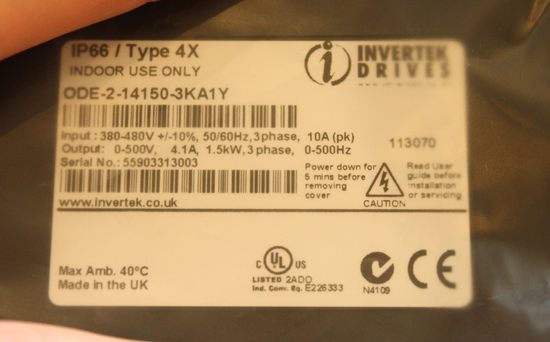 IP66 / Type 4X
INDOOR USE ONLY
i INVERTEK
DRIVES
ODE-2-14150-3KA1Y
Input : 380-480V +/-10%, 50/60Hz, 3 phase, 10A (pk)
Output: 0-500V, 4.1A, 1.5kW, 3 phase, 0-500Hz
113070
Serial No.: 55903313003
Power down for
5 mins before
removing
cover
CAUTION
Read User
guide before
installation
or servicing
www.invertek.co.uk
Max Amb. 40°C
Made in the UK
C UL US
LISTED 2ADO
Ind. Con. Eq. E226333
N4109
CE